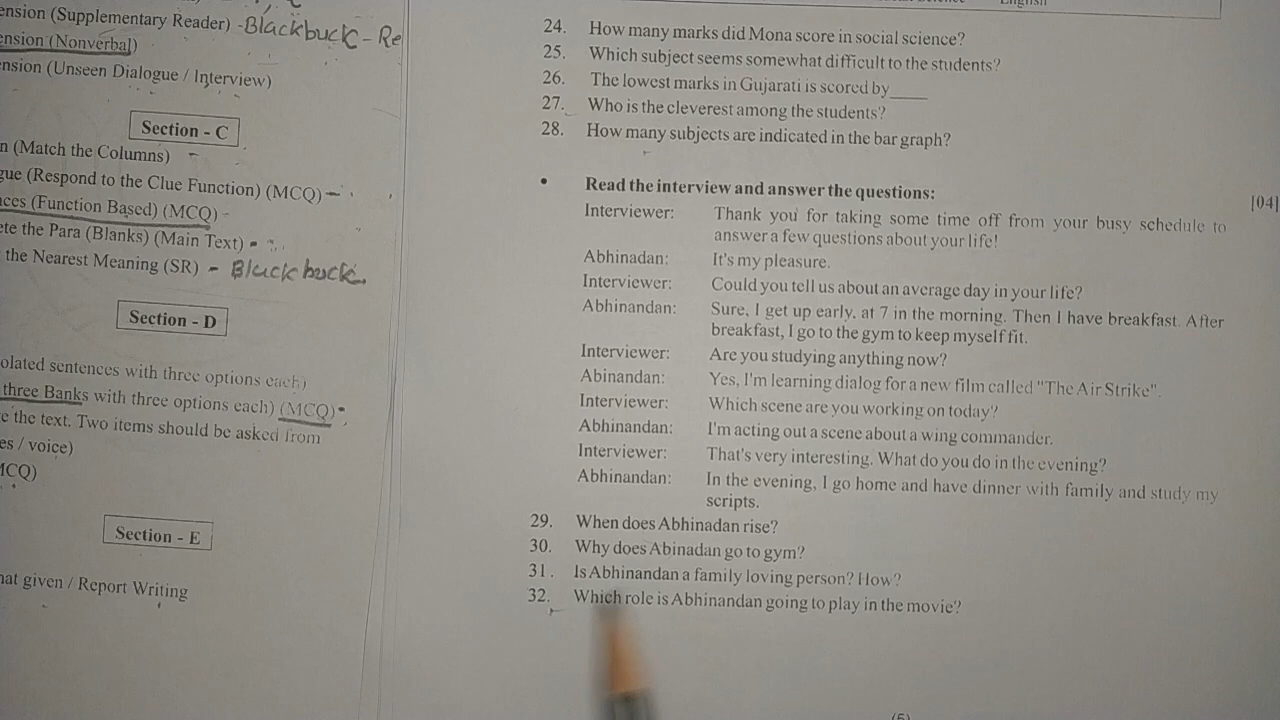 ension (Supplementary Reader) -Blackbuck - Re
ension (Nonverbal)
nsion (Unseen Dialogue / Interview)
Section - C
n (Match the Columns)
gue (Respond to the Clue Function) (MCQ) -
nces (Function Based) (MCQ) -
ete the Para (Blanks) (Main Text) -
the Nearest Meaning (SR) - Bluckbuck.
Section - D
olated sentences with three options each)
three Banks with three options each) (MCQ)
e the text. Two items should be asked from
es / voice)
MCQ)
Section - E
hat given / Report Writing
English
24. How many marks did Mona score in social science?
25. Which subject seems somewhat difficult to the students?
26. The lowest marks in Gujarati is scored by____
27. Who is the cleverest among the students?
28. How many subjects are indicated in the bar graph?
• Read the interview and answer the questions: [04]
Interviewer: Thank you for taking some time off from your busy schedule to
answer a few questions about your life!
Abhinadan: It's my pleasure.
Interviewer: Could you tell us about an average day in your life?
Abhinandan: Sure, I get up early. at 7 in the morning. Then I have breakfast. After
breakfast, I go to the gym to keep myself fit.
Interviewer: Are you studying anything now?
Abinandan: Yes, I'm learning dialog for a new film called "The Air Strike".
Interviewer: Which scene are you working on today?
Abhinandan: I'm acting out a scene about a wing commander.
Interviewer: That's very interesting. What do you do in the evening?
Abhinandan: In the evening, I go home and have dinner with family and study my
scripts.
29. When does Abhinadan rise?
30. Why does Abinadan go to gym?
31. Is Abhinandan a family loving person? How?
32. Which role is Abhinandan going to play in the movie?
(5)